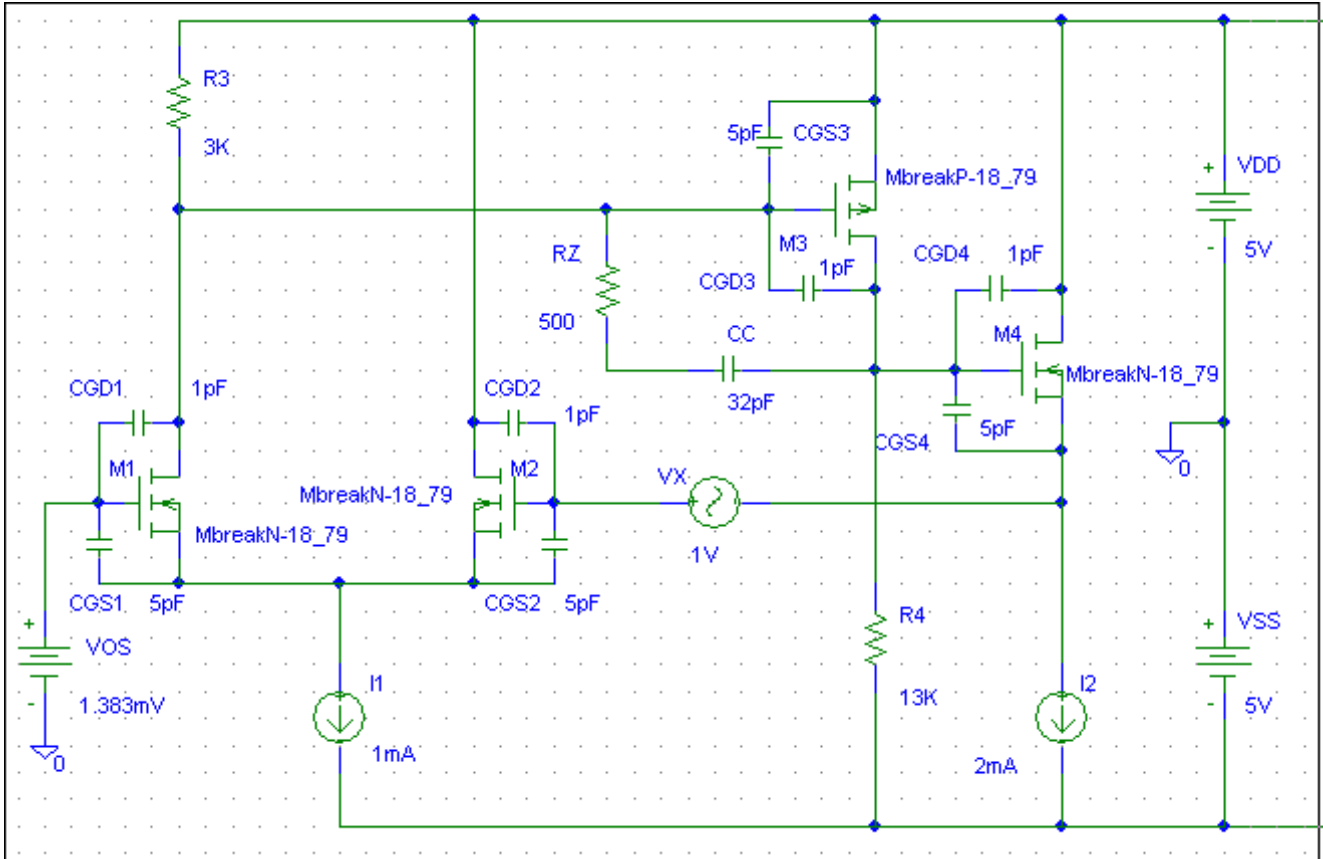 R3
3K
5pF CGS3
MbreakP-18_79
M3
VDD
+
-
5V
RZ
500
CGD3
1pF
CGD4
1pF
CC
32pF
M4
MbreakN-18_79
CGS4
5pF
CGD1
1pF
M1
MbreakN-18_79
CGS1
5pF
CGD2
1pF
M2
MbreakN-18_79
CGS2
5pF
VX
+
1V
0
+
VOS
-
1.383mV
0
I1
1mA
R4
13K
I2
2mA
VSS
+
-
5V